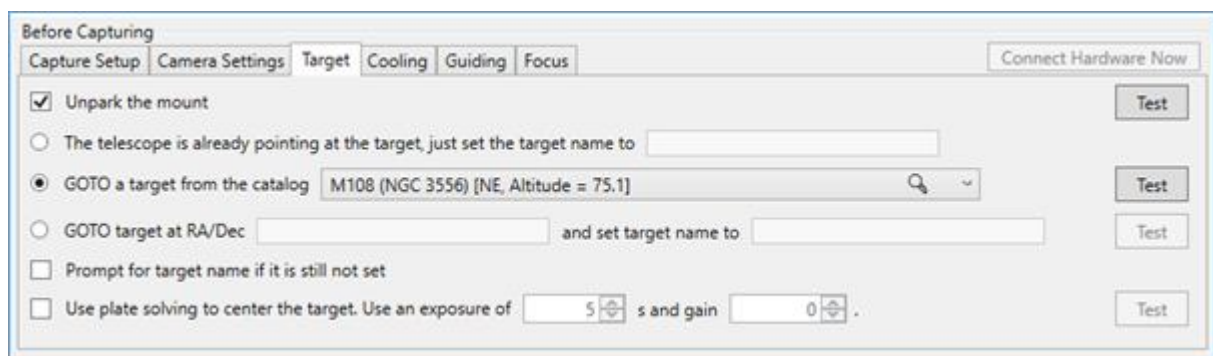 Before Capturing
Capture Setup Camera Settings Target Cooling Guiding Focus Connect Hardware Now
Unpark the mount Test
The telescope is already pointing at the target, just set the target name to
GOTO a target from the catalog M108 (NGC 3556) [NE, Altitude = 75.1] Test
GOTO target at RA/Dec and set target name to Test
Prompt for target name if it is still not set
Use plate solving to center the target. Use an exposure of 5 s and gain 0 . Test